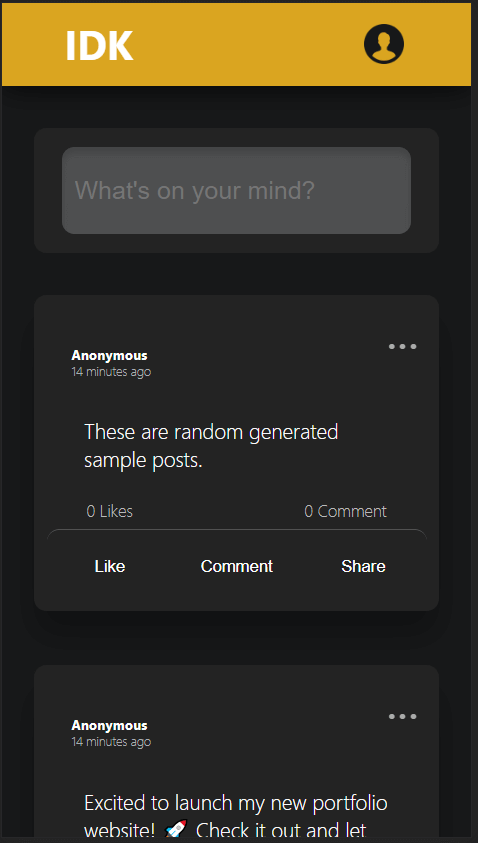 IDK
What's on your mind?
Anonymous
14 minutes ago
These are random generated
sample posts.
0 Likes 0 Comment
Like Comment Share
Anonymous
14 minutes ago
Excited to launch my new portfolio
website! 🚀 Check it out and let